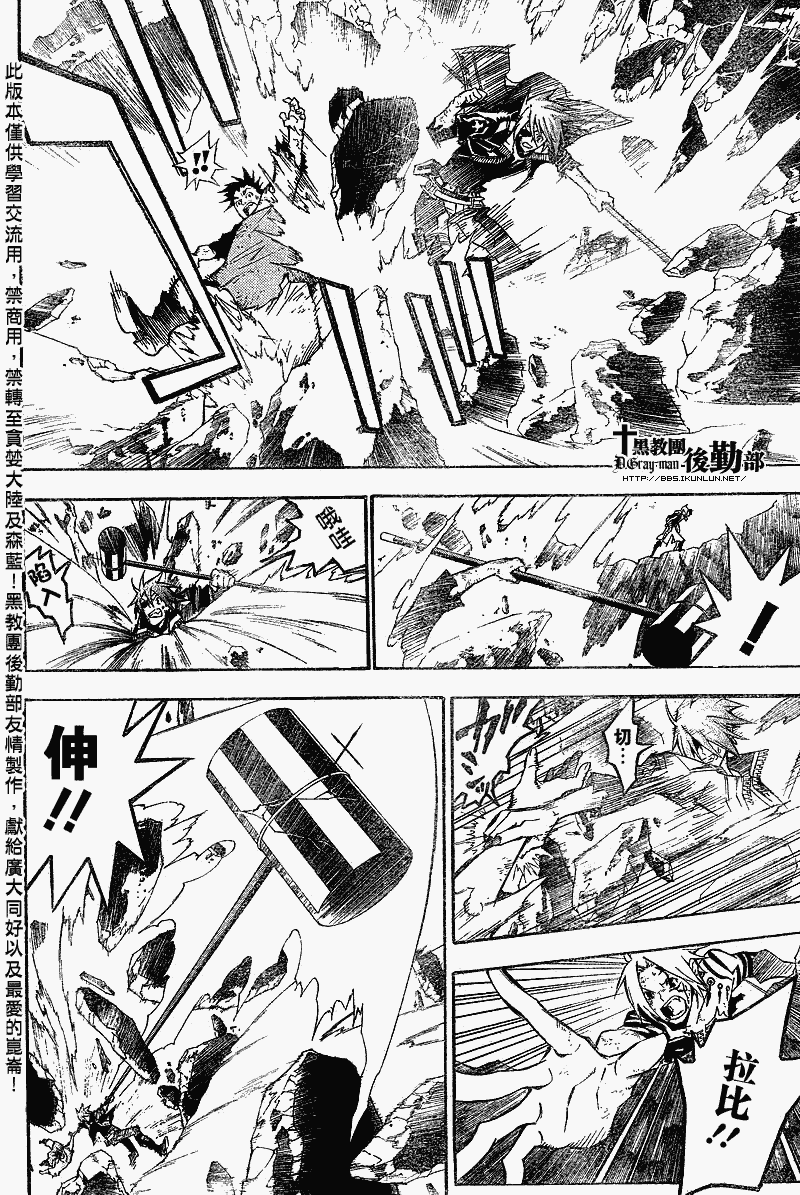 此版本僅供學習交流用，禁商用，禁轉至貪婪大陸及森藍！黑教團後勤部友情製作，獻給廣大同好以及最愛的崑崙！
!!
黑教團
D.Gray-man-後勤部
HTTP://BBS.IKUNLUN.NET/
!
哦哇
陷入
切…
伸!!
拉比!!